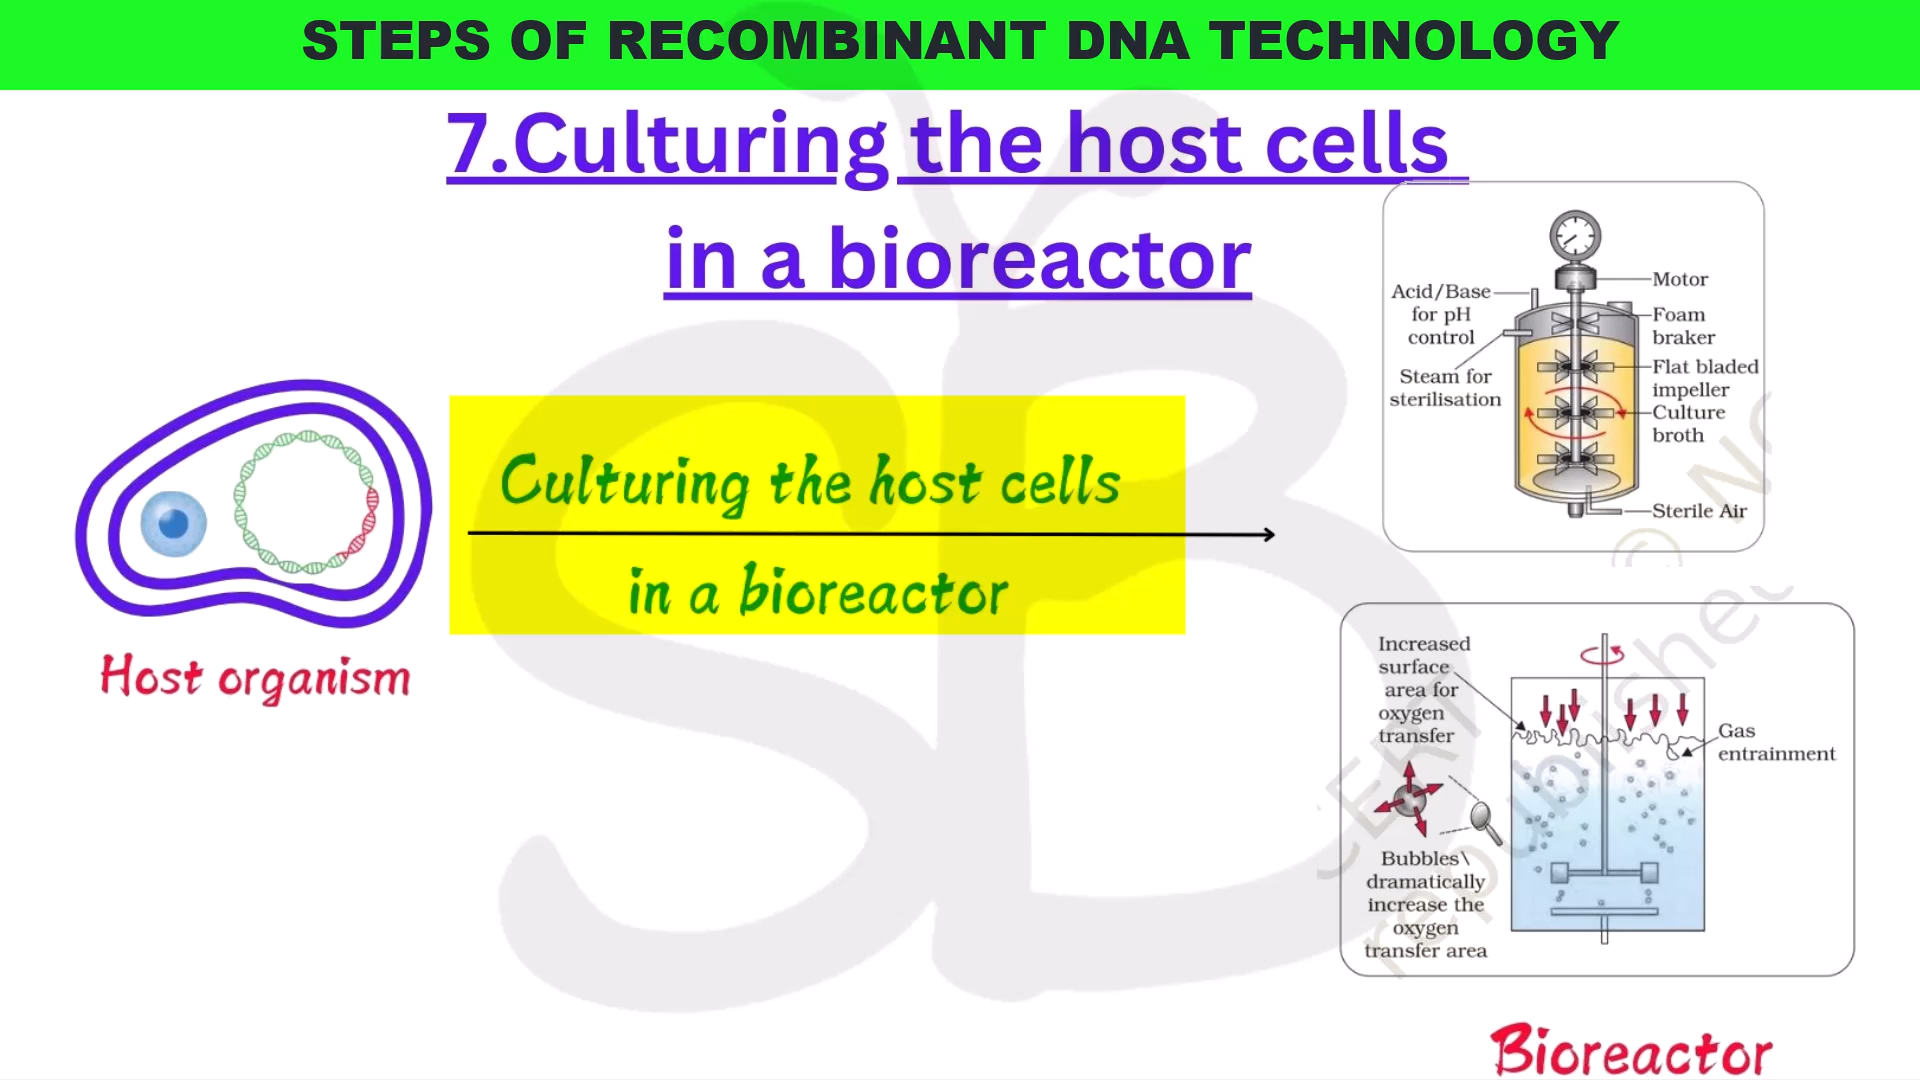 STEPS OF RECOMBINANT DNA TECHNOLOGY
7.Culturing the host cells
in a bioreactor
Culturing the host cells
in a bioreactor
Host organism
Acid/Base
for pH
control
Steam for
sterilisation
Motor
Foam
braker
Flat bladed
impeller
Culture
broth
Sterile Air
Increased
surface
area for
oxygen
transfer
Gas
entrainment
Bubbles\
dramatically
increase the
oxygen
transfer area
Bioreactor
SB
republished